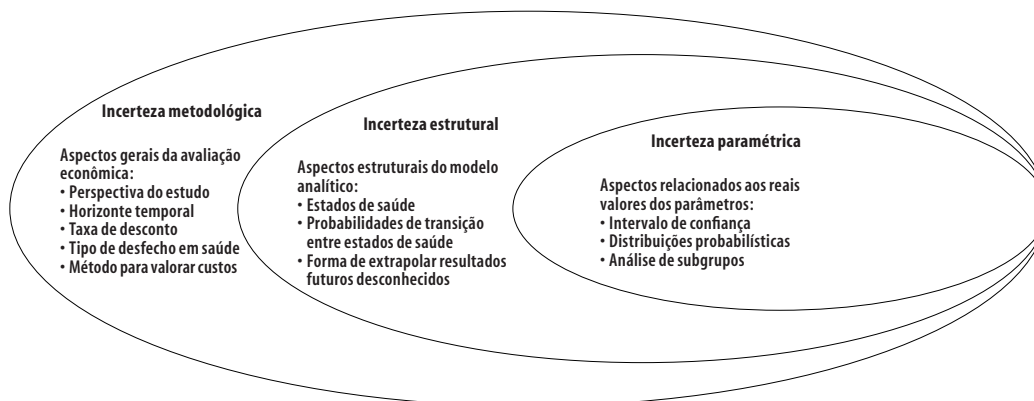 Incerteza metodológica
Aspectos gerais da avaliação
econômica:
• Perspectiva do estudo
• Horizonte temporal
• Taxa de desconto
• Tipo de desfecho em saúde
• Método para valorar custos
Incerteza estrutural
Aspectos estruturais do modelo
analítico:
• Estados de saúde
• Probabilidades de transição
entre estados de saúde
• Forma de extrapolar resultados
futuros desconhecidos
Incerteza paramétrica
Aspectos relacionados aos reais
valores dos parâmetros:
• Intervalo de confiança
• Distribuições probabilísticas
• Análise de subgrupos